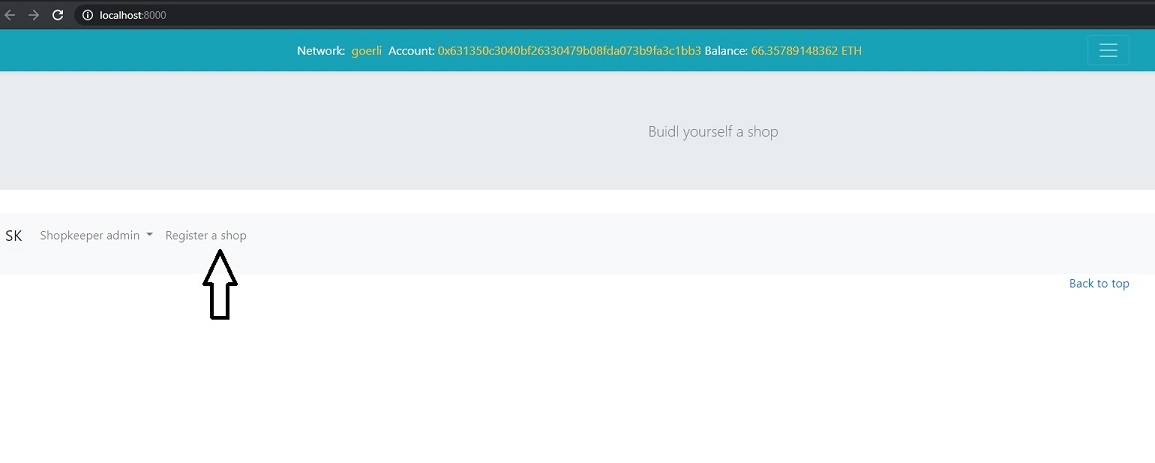 localhost:8000
Network: goerli Account: 0x631350c3040bf26330479b08fda073b9fa3c1bb3 Balance: 66.35789148362 ETH
Buidl yourself a shop
SK Shopkeeper admin Register a shop
Back to top